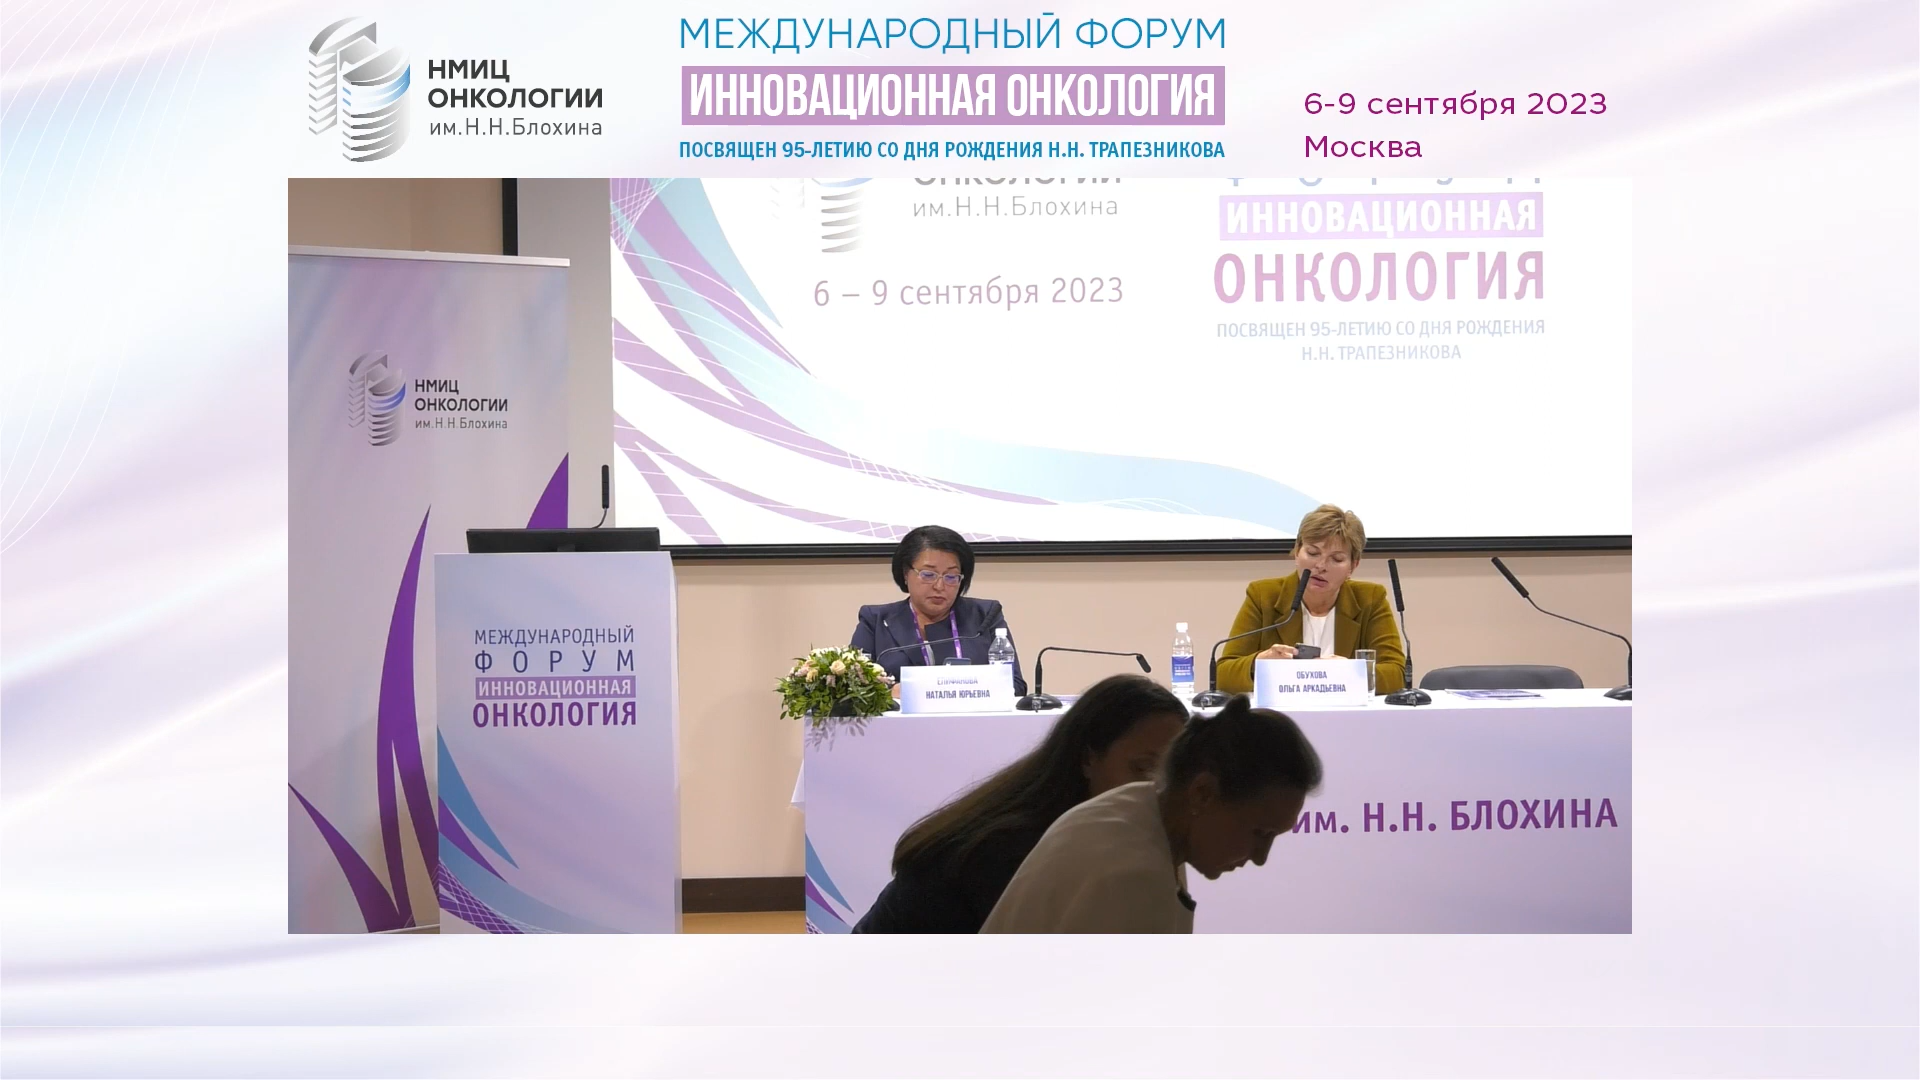 НМИЦ
ОНКОЛОГИИ
им.Н.Н.Блохина
МЕЖДУНАРОДНЫЙ ФОРУМ
ИННОВАЦИОННАЯ ОНКОЛОГИЯ
ПОСВЯЩЕН 95-ЛЕТИЮ СО ДНЯ РОЖДЕНИЯ Н.Н. ТРАПЕЗНИКОВА
6-9 сентября 2023
Москва
ОНКОЛОГИИ
им.Н.Н.Блохина
6 – 9 сентября 2023
ИННОВАЦИОННАЯ
ОНКОЛОГИЯ
ПОСВЯЩЕН 95-ЛЕТИЮ СО ДНЯ РОЖДЕНИЯ
Н.Н. ТРАПЕЗНИКОВА
НМИЦ
ОНКОЛОГИИ
им.Н.Н.Блохина
МЕЖДУНАРОДНЫЙ
ФОРУМ
ИННОВАЦИОННАЯ
ОНКОЛОГИЯ
НАТАЛЬЯ ЮРЬЕВНА
ОБУХОВА
ОЛЬГА АРКАДЬЕВНА
им. Н.Н. БЛОХИНА